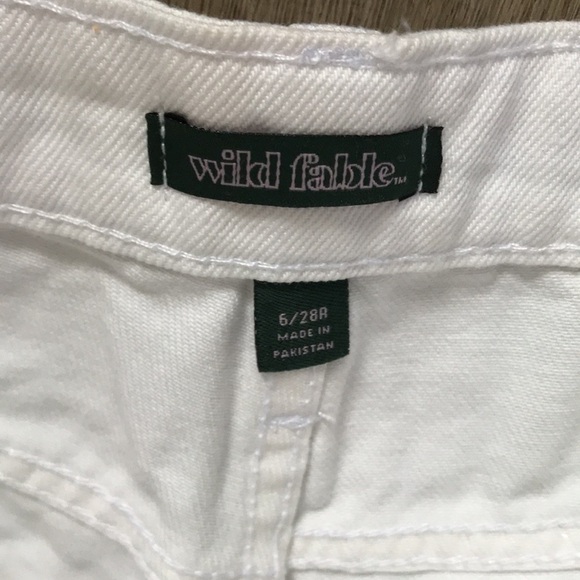 wild fable™
6/28R
MADE IN
PAKISTAN